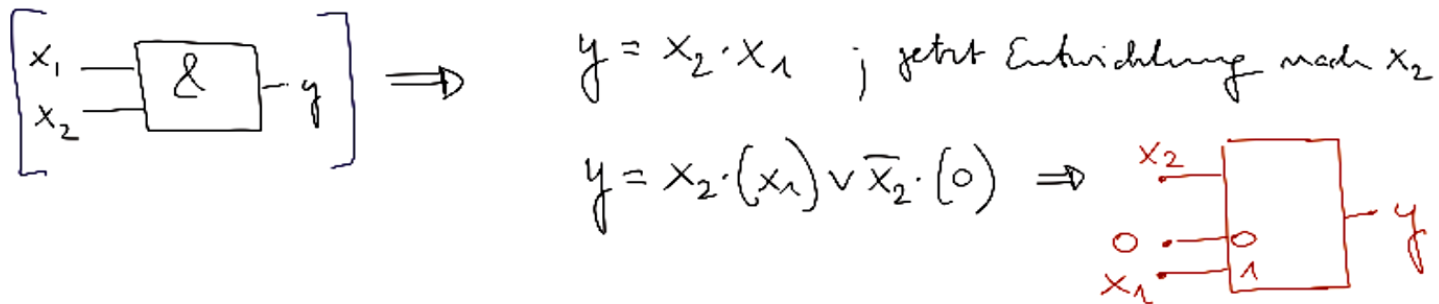 x₁
&
x₂
y
⇒
y = x₂ · x₁ ; jetzt Entwicklung nach x₂
y = x₂ · (x₁) ∨ x̅₂ · (0) ⇒
x₂
0 0
x₁ 1
y